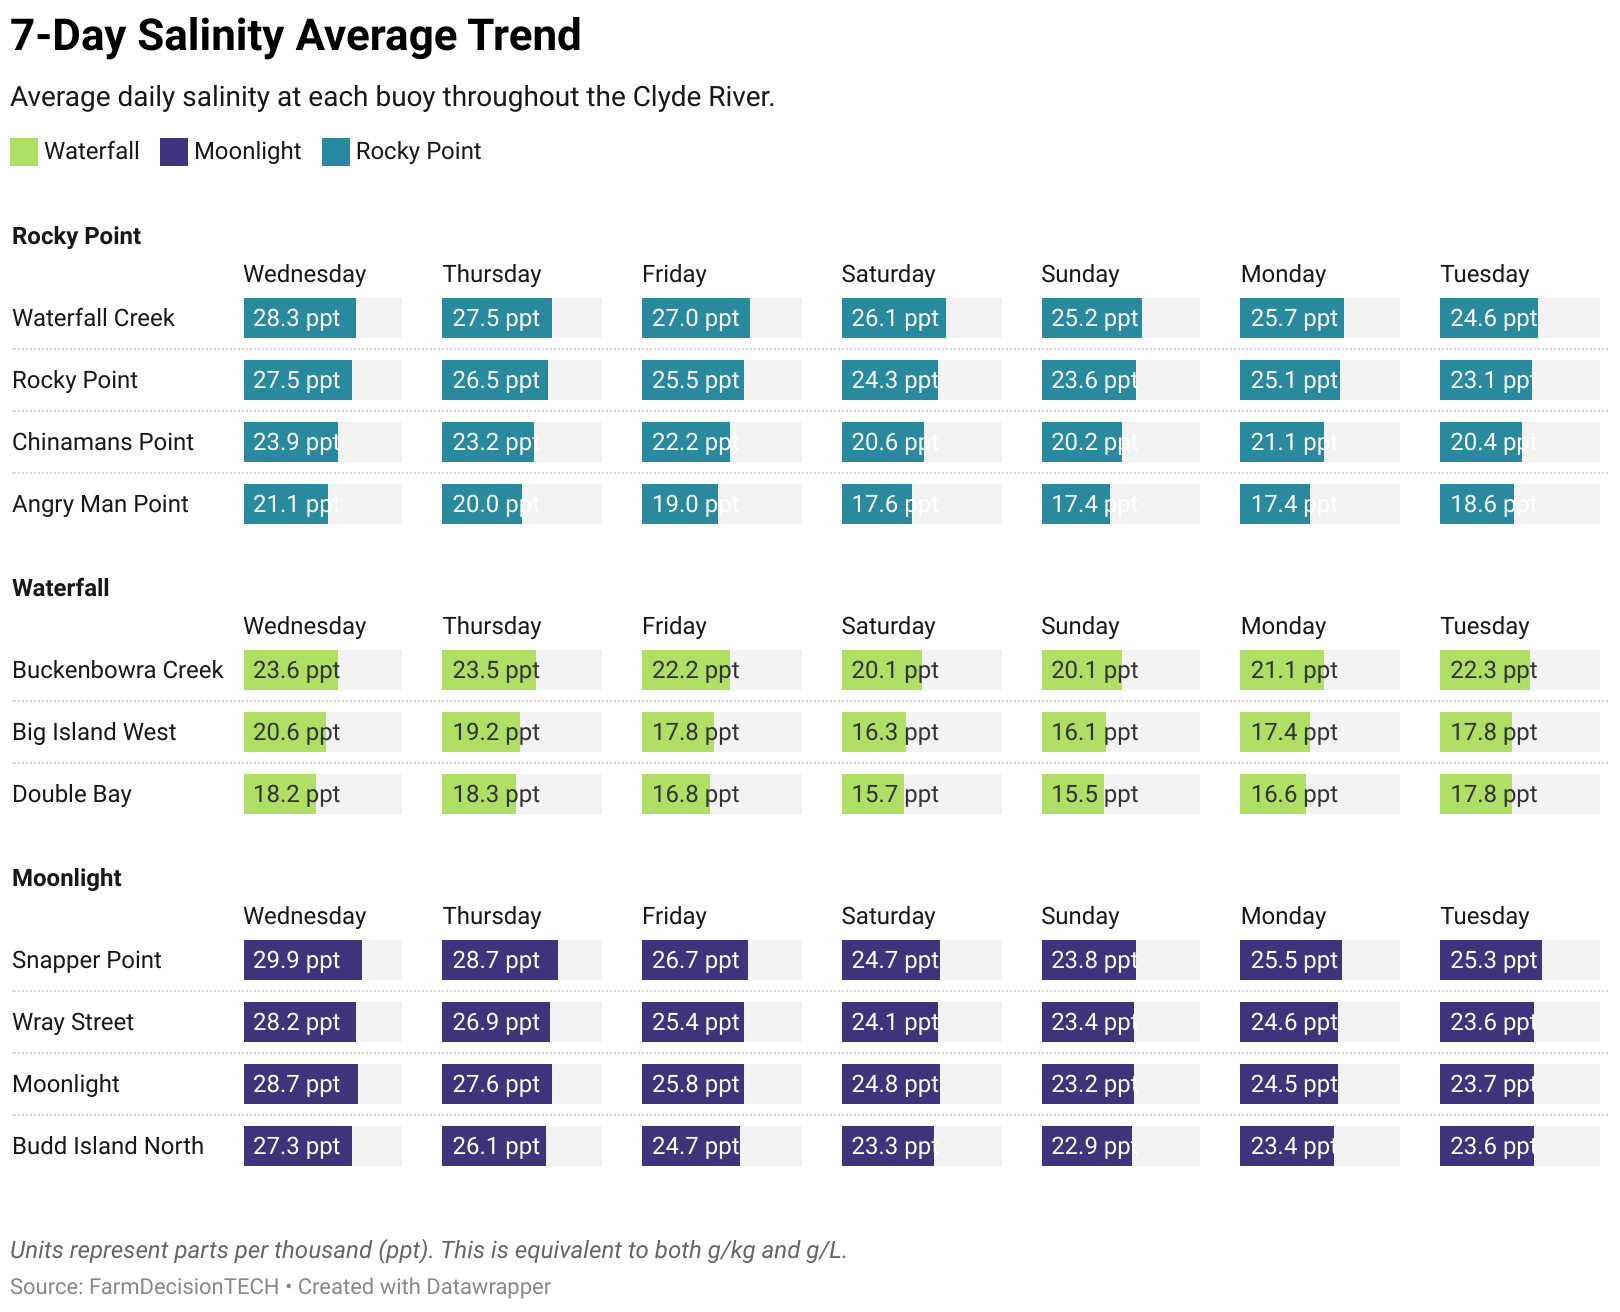 7-Day Salinity Average Trend
Average daily salinity at each buoy throughout the Clyde River.
Waterfall Moonlight Rocky Point
Rocky Point
Wednesday Thursday Friday Saturday Sunday Monday Tuesday
Waterfall Creek 28.3 ppt 27.5 ppt 27.0 ppt 26.1 ppt 25.2 ppt 25.7 ppt 24.6 ppt
Rocky Point 27.5 ppt 26.5 ppt 25.5 ppt 24.3 ppt 23.6 ppt 25.1 ppt 23.1 ppt
Chinamans Point 23.9 ppt 23.2 ppt 22.2 ppt 20.6 ppt 20.2 ppt 21.1 ppt 20.4 ppt
Angry Man Point 21.1 ppt 20.0 ppt 19.0 ppt 17.6 ppt 17.4 ppt 17.4 ppt 18.6 ppt
Waterfall
Wednesday Thursday Friday Saturday Sunday Monday Tuesday
Buckenbowra Creek 23.6 ppt 23.5 ppt 22.2 ppt 20.1 ppt 20.1 ppt 21.1 ppt 22.3 ppt
Big Island West 20.6 ppt 19.2 ppt 17.8 ppt 16.3 ppt 16.1 ppt 17.4 ppt 17.8 ppt
Double Bay 18.2 ppt 18.3 ppt 16.8 ppt 15.7 ppt 15.5 ppt 16.6 ppt 17.8 ppt
Moonlight
Wednesday Thursday Friday Saturday Sunday Monday Tuesday
Snapper Point 29.9 ppt 28.7 ppt 26.7 ppt 24.7 ppt 23.8 ppt 25.5 ppt 25.3 ppt
Wray Street 28.2 ppt 26.9 ppt 25.4 ppt 24.1 ppt 23.4 ppt 24.6 ppt 23.6 ppt
Moonlight 28.7 ppt 27.6 ppt 25.8 ppt 24.8 ppt 23.2 ppt 24.5 ppt 23.7 ppt
Budd Island North 27.3 ppt 26.1 ppt 24.7 ppt 23.3 ppt 22.9 ppt 23.4 ppt 23.6 ppt
Units represent parts per thousand (ppt). This is equivalent to both g/kg and g/L.
Source: FarmDecisionTECH • Created with Datawrapper